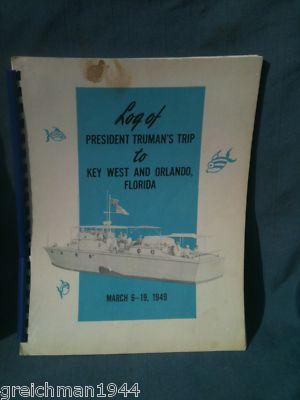 Log of
PRESIDENT TRUMAN'S TRIP
to
KEY WEST AND ORLANDO,
FLORIDA
MARCH 6-19, 1949
greichman1944